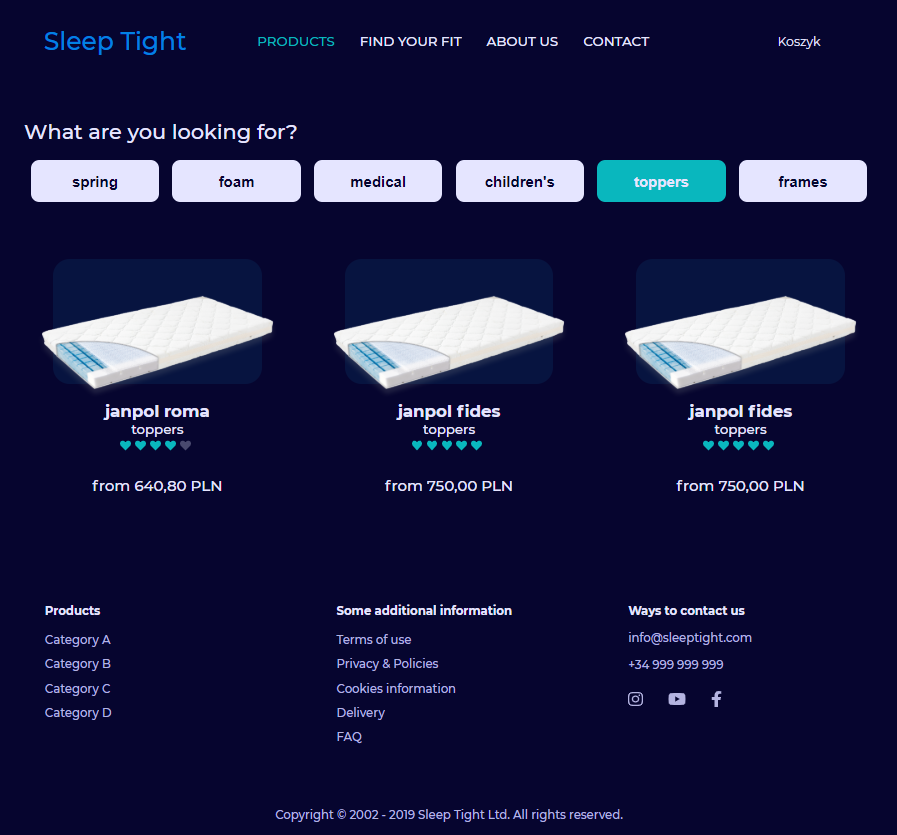 Sleep Tight
PRODUCTS FIND YOUR FIT ABOUT US CONTACT
Koszyk
What are you looking for?
spring foam medical children's toppers frames
janpol roma
toppers
from 640,80 PLN
janpol fides
toppers
from 750,00 PLN
janpol fides
toppers
from 750,00 PLN
Products
Category A
Category B
Category C
Category D
Some additional information
Terms of use
Privacy & Policies
Cookies information
Delivery
FAQ
Ways to contact us
info@sleeptight.com
+34 999 999 999
Copyright © 2002 - 2019 Sleep Tight Ltd. All rights reserved.